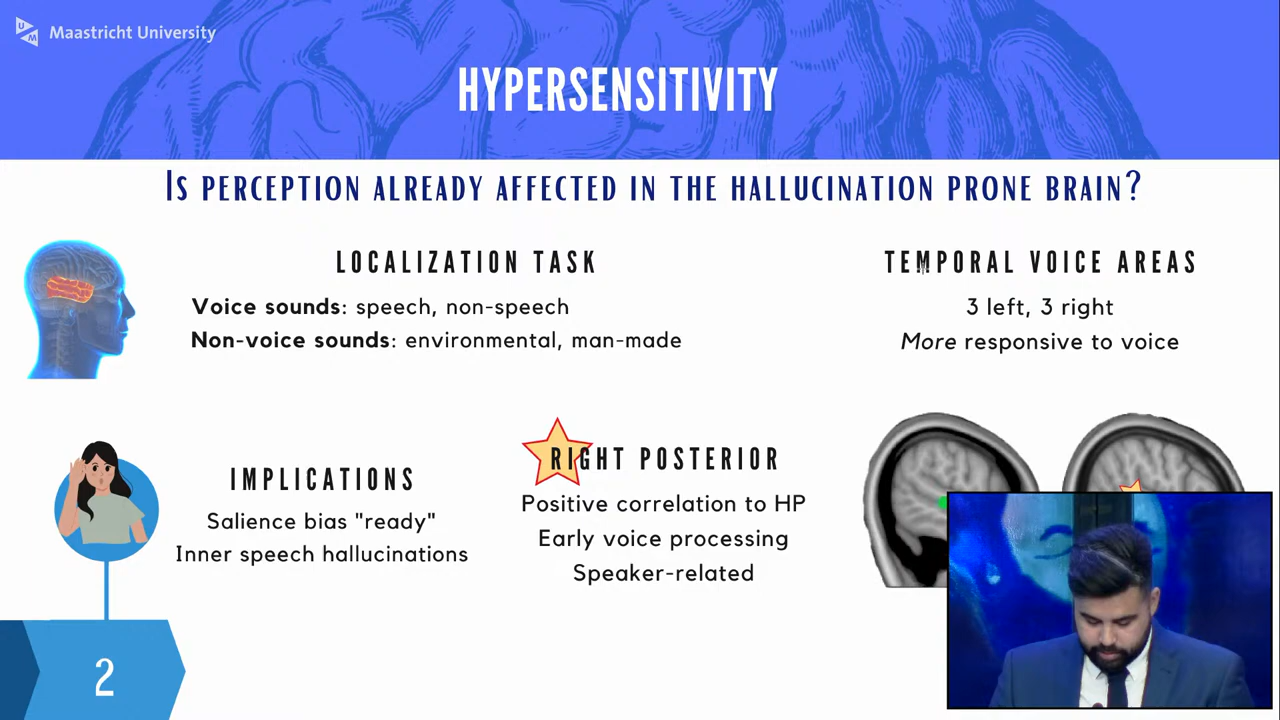 Maastricht University
HYPERSENSITIVITY
IS PERCEPTION ALREADY AFFECTED IN THE HALLUCINATION PRONE BRAIN?
LOCALIZATION TASK
Voice sounds: speech, non-speech
Non-voice sounds: environmental, man-made
TEMPORAL VOICE AREAS
3 left, 3 right
More responsive to voice
IMPLICATIONS
Salience bias "ready"
Inner speech hallucinations
RIGHT POSTERIOR
Positive correlation to HP
Early voice processing
Speaker-related
2